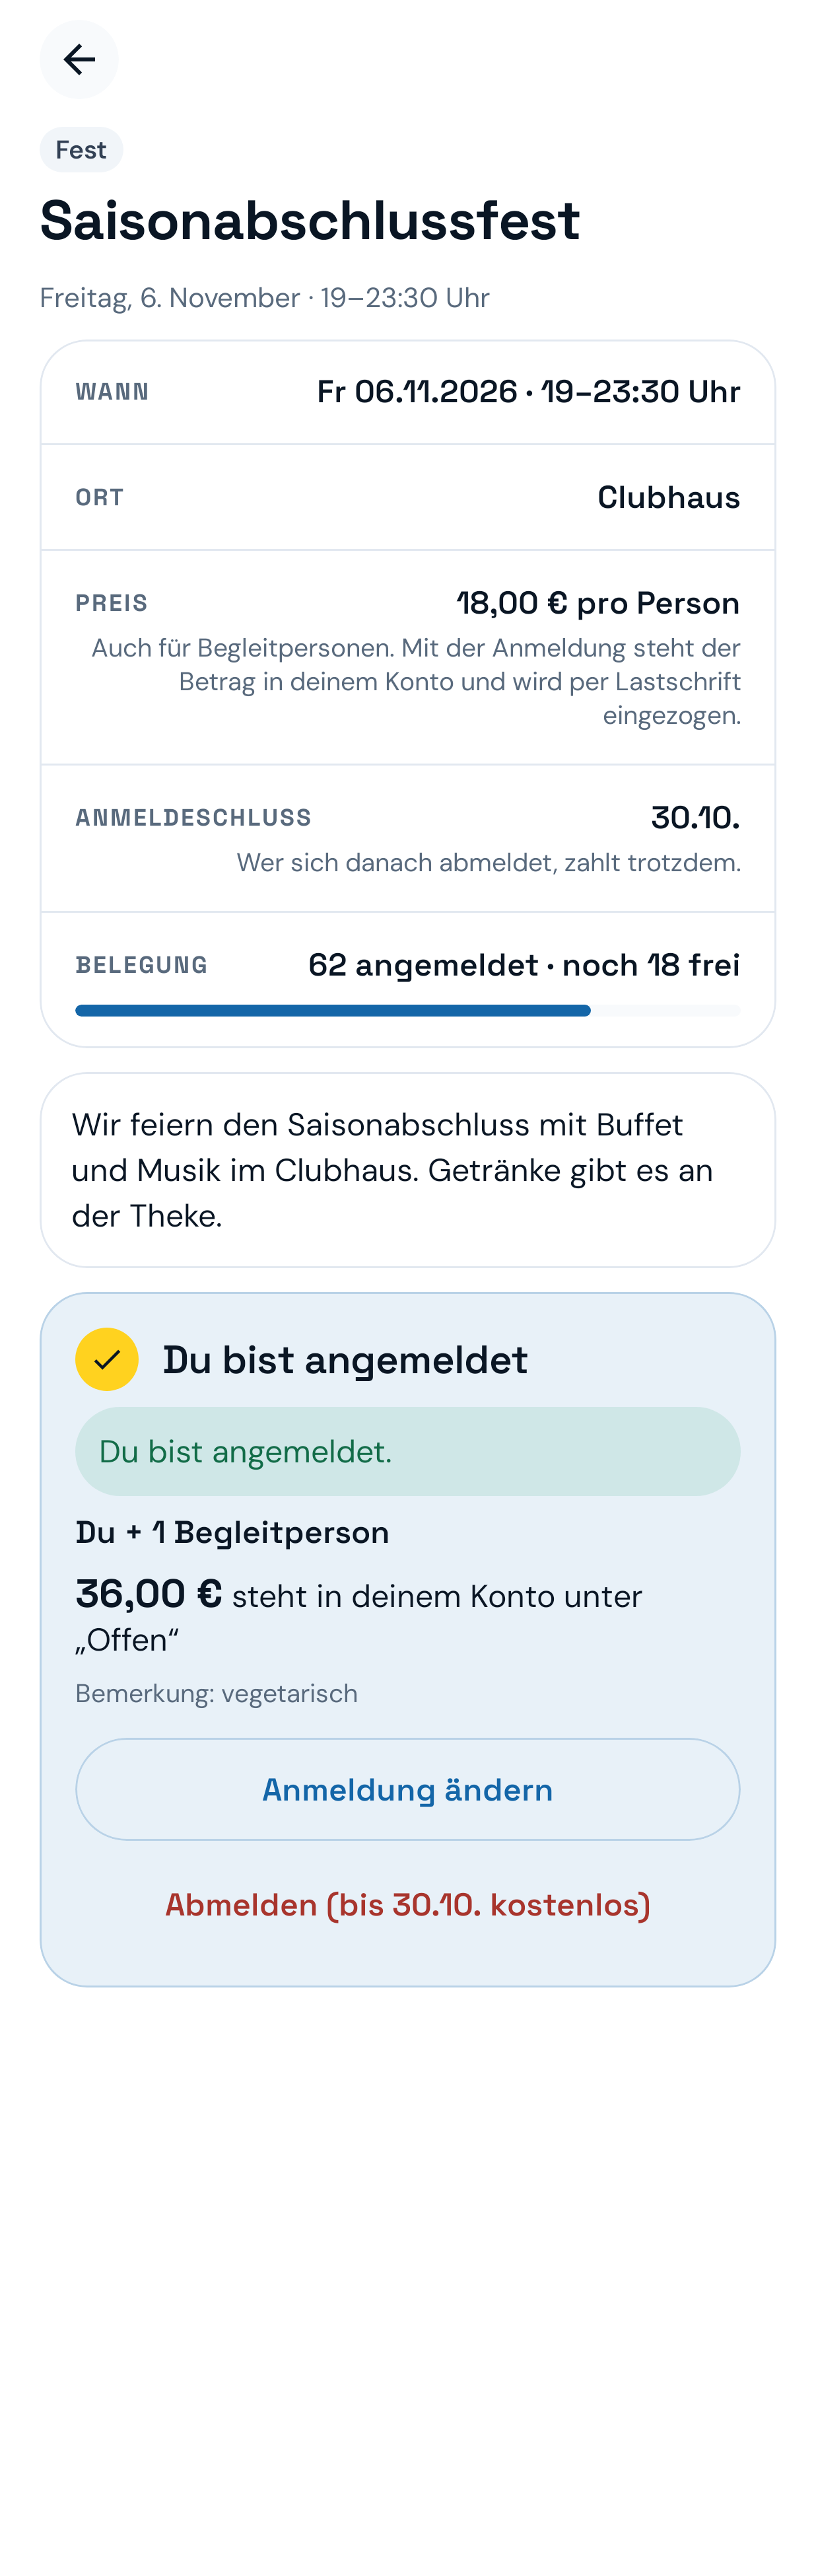 Fest
Saisonabschlussfest
Freitag, 6. November · 19–23:30 Uhr
WANN Fr 06.11.2026 · 19–23:30 Uhr
ORT Clubhaus
PREIS 18,00 € pro Person
Auch für Begleitpersonen. Mit der Anmeldung steht der
Betrag in deinem Konto und wird per Lastschrift
eingezogen.
ANMELDESCHLUSS 30.10.
Wer sich danach abmeldet, zahlt trotzdem.
BELEGUNG 62 angemeldet · noch 18 frei
Wir feiern den Saisonabschluss mit Buffet
und Musik im Clubhaus. Getränke gibt es an
der Theke.
Du bist angemeldet
Du bist angemeldet.
Du + 1 Begleitperson
36,00 € steht in deinem Konto unter
„Offen“
Bemerkung: vegetarisch
Anmeldung ändern
Abmelden (bis 30.10. kostenlos)